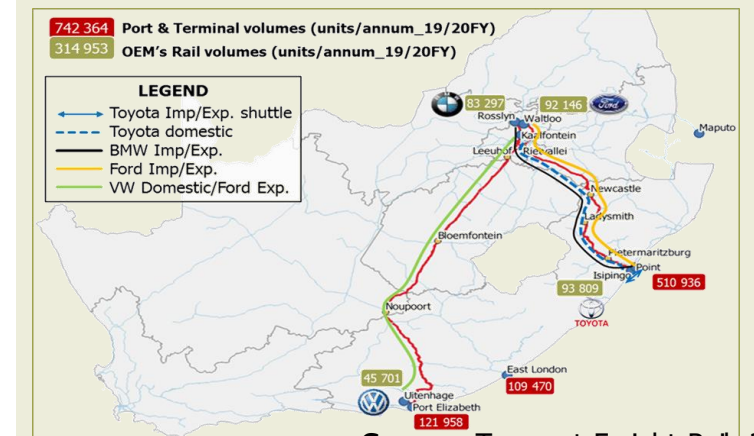 742 364 Port & Terminal volumes (units/annum_19/20FY)
314 953 OEM's Rail volumes (units/annum_19/20FY)
LEGEND
Toyota Imp/Exp. shuttle
Toyota domestic
BMW Imp/Exp.
Ford Imp/Exp.
VW Domestic/Ford Exp.
83 297
92 146
Ford
Rosslyn
Waltloo
Maputo
Kaalfontein
Leeuhof
Newcastle
Ladysmith
Bloemfontein
Pietermaritzburg
Point
Isipingo
510 936
93 809
TOYOTA
Noupoort
East London
109 470
45 701
Uitenhage
Port Elizabeth
121 958